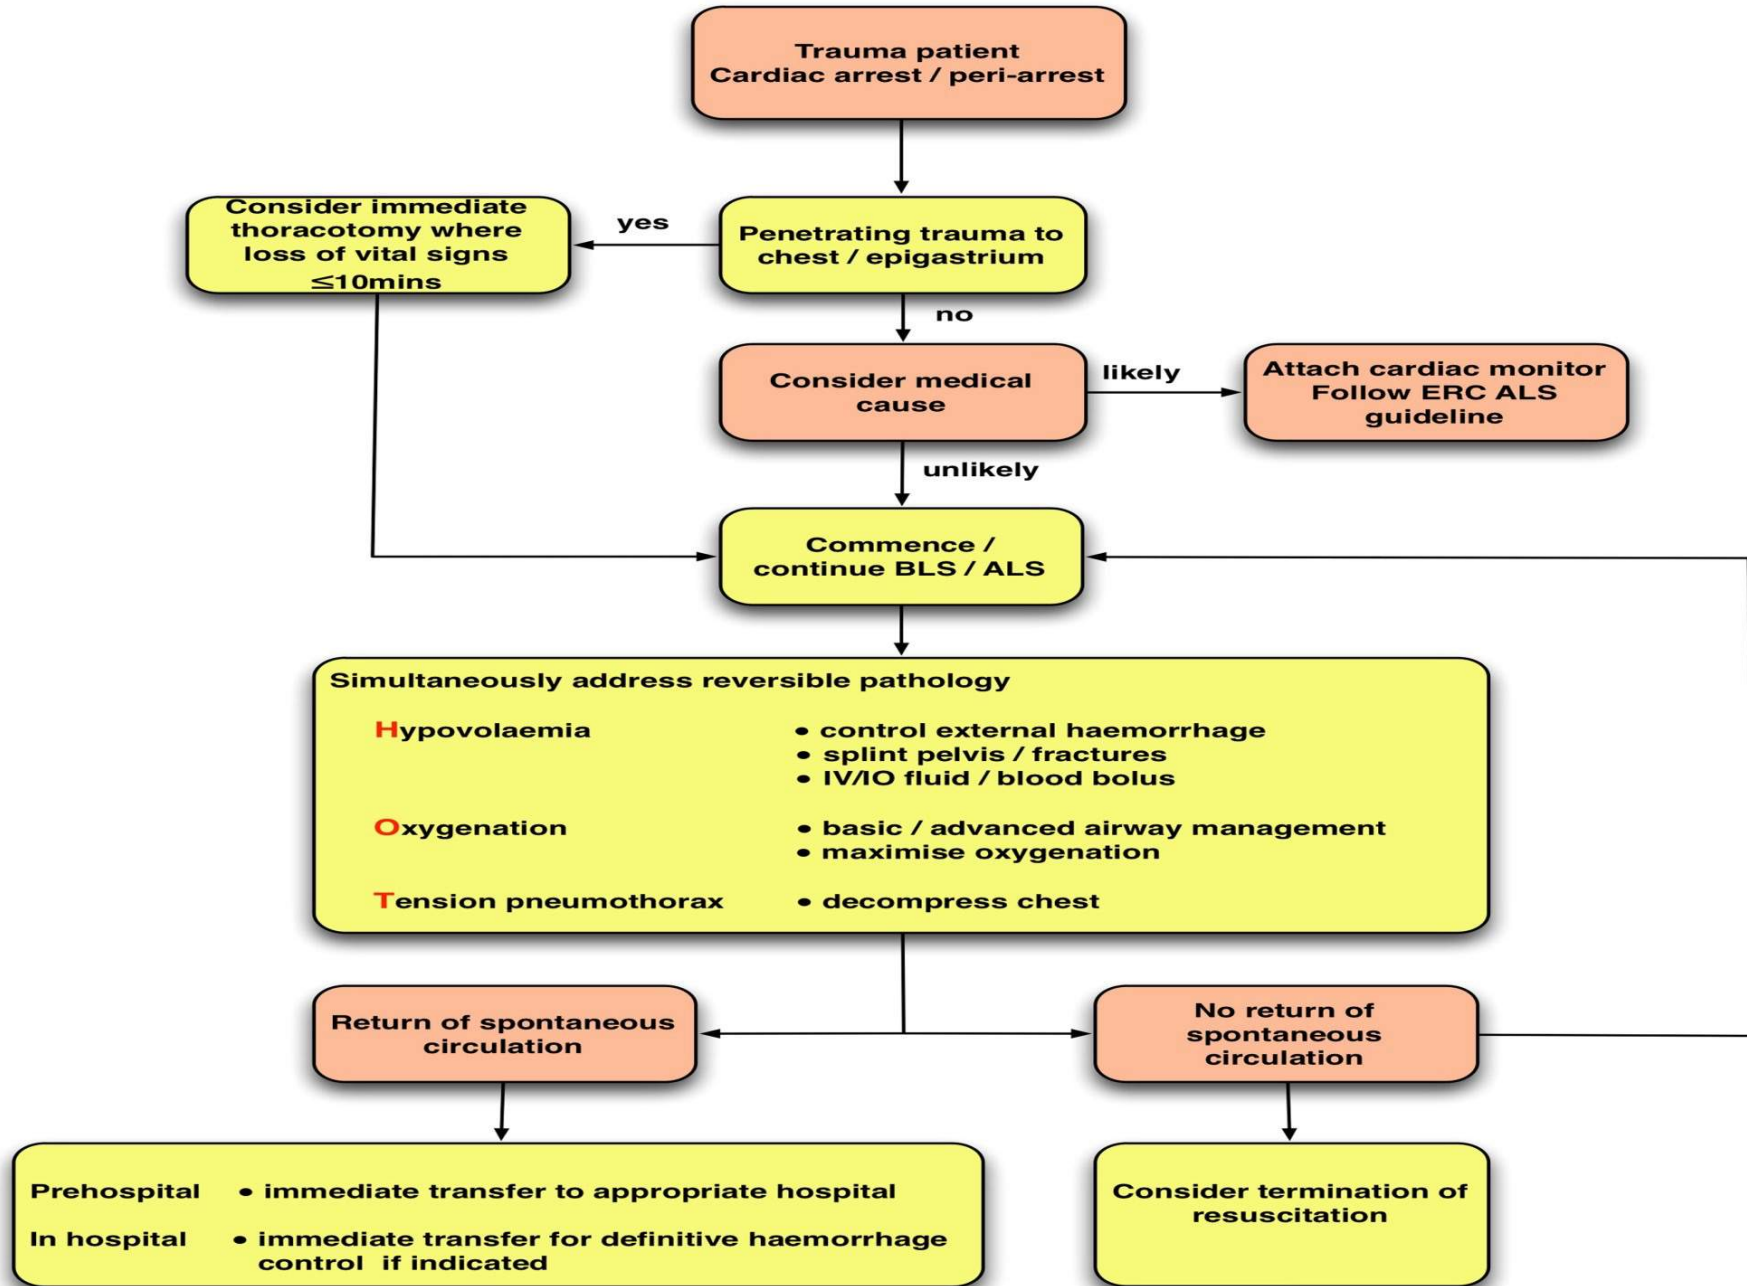 Trauma patient
Cardiac arrest / peri-arrest
Consider immediate
thoracotomy where
loss of vital signs
≤10mins
yes
Penetrating trauma to
chest / epigastrium
no
Consider medical
cause
likely
Attach cardiac monitor
Follow ERC ALS
guideline
unlikely
Commence /
continue BLS / ALS
Simultaneously address reversible pathology
Hypovolaemia • control external haemorrhage
• splint pelvis / fractures
• IV/IO fluid / blood bolus
Oxygenation • basic / advanced airway management
• maximise oxygenation
Tension pneumothorax • decompress chest
Return of spontaneous
circulation
No return of
spontaneous
circulation
Prehospital • immediate transfer to appropriate hospital
In hospital • immediate transfer for definitive haemorrhage
control if indicated
Consider termination of
resuscitation